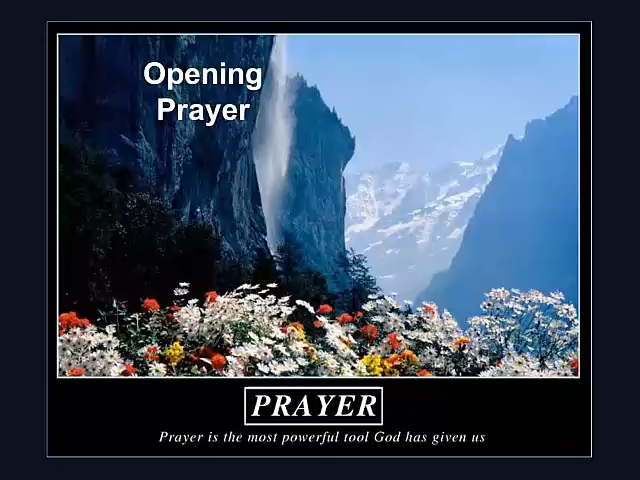 Opening
Prayer
PRAYER
Prayer is the most powerful tool God has given us